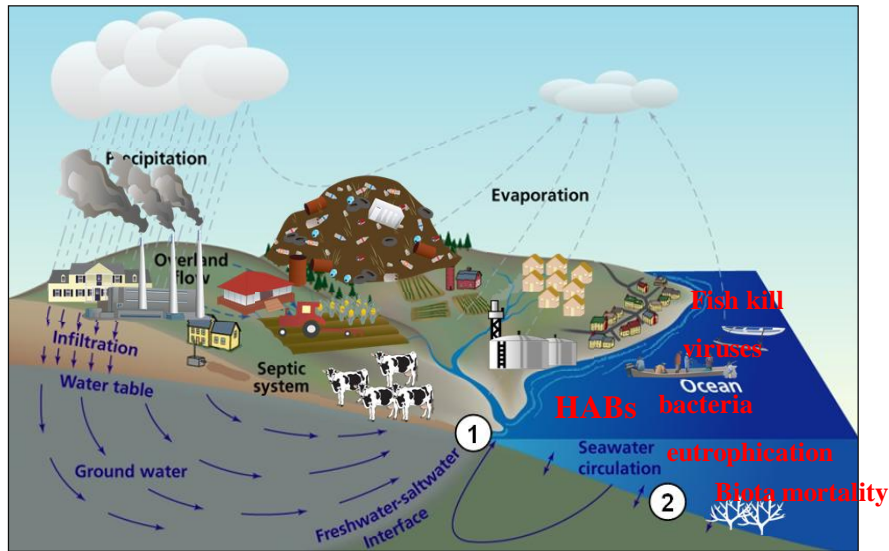 Precipitation
Evaporation
Overland
flow
Fish kill
Infiltration
viruses
Septic
system
Water table
Ocean
HABs bacteria
1
Seawater
circulation
eutrophication
Ground water
Freshwater-saltwater
Interface
2
Biota mortality